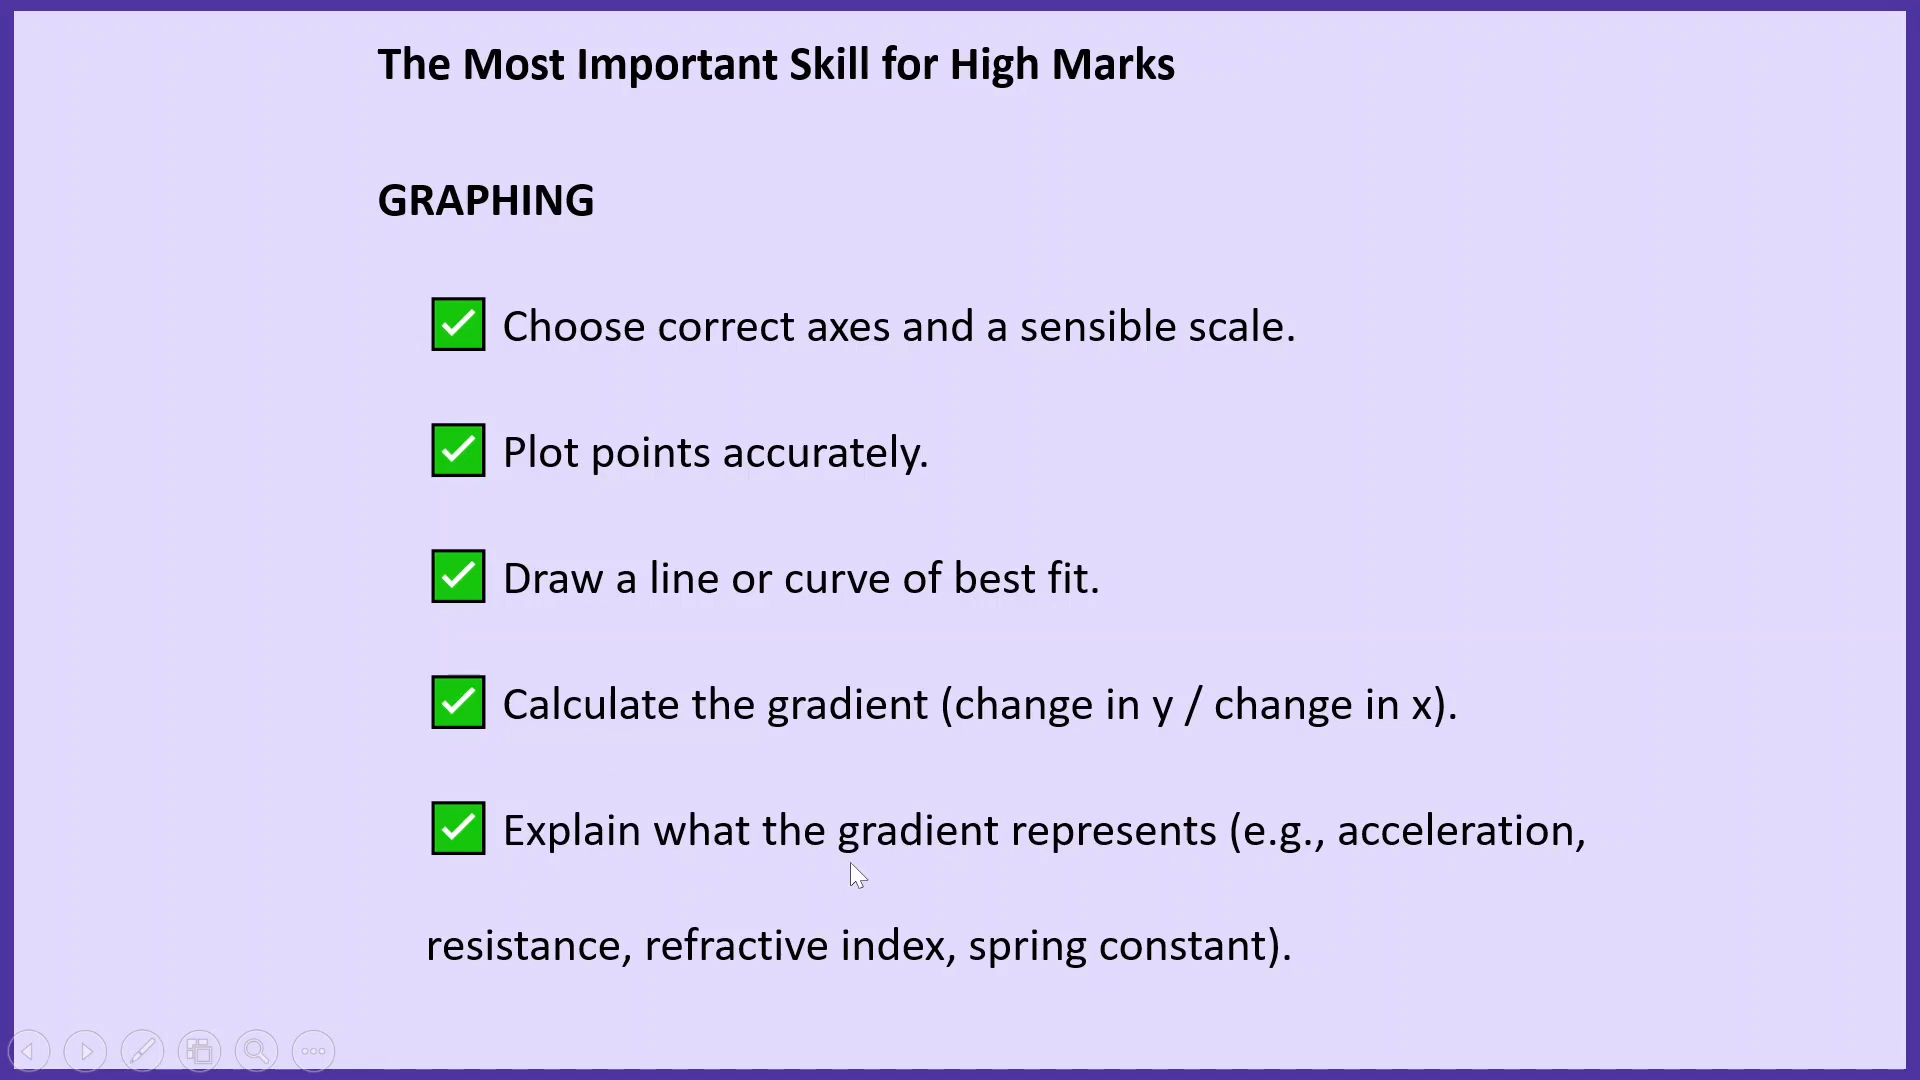 The Most Important Skill for High Marks
GRAPHING
Choose correct axes and a sensible scale.
Plot points accurately.
Draw a line or curve of best fit.
Calculate the gradient (change in y / change in x).
Explain what the gradient represents (e.g., acceleration,
resistance, refractive index, spring constant).